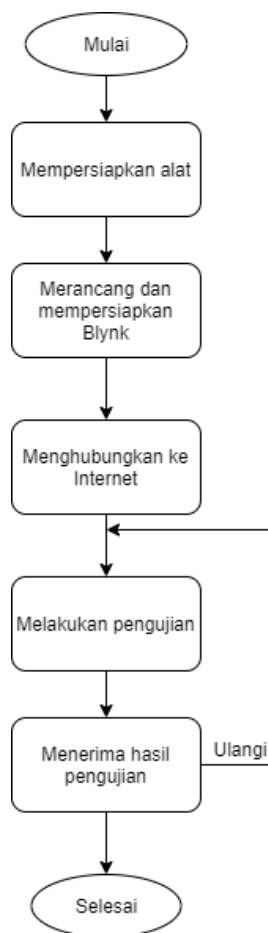 Mulai
Mempersiapkan alat
Merancang dan
mempersiapkan
Blynk
Menghubungkan ke
Internet
Melakukan pengujian
Menerima hasil
pengujian
Ulangi
Selesai